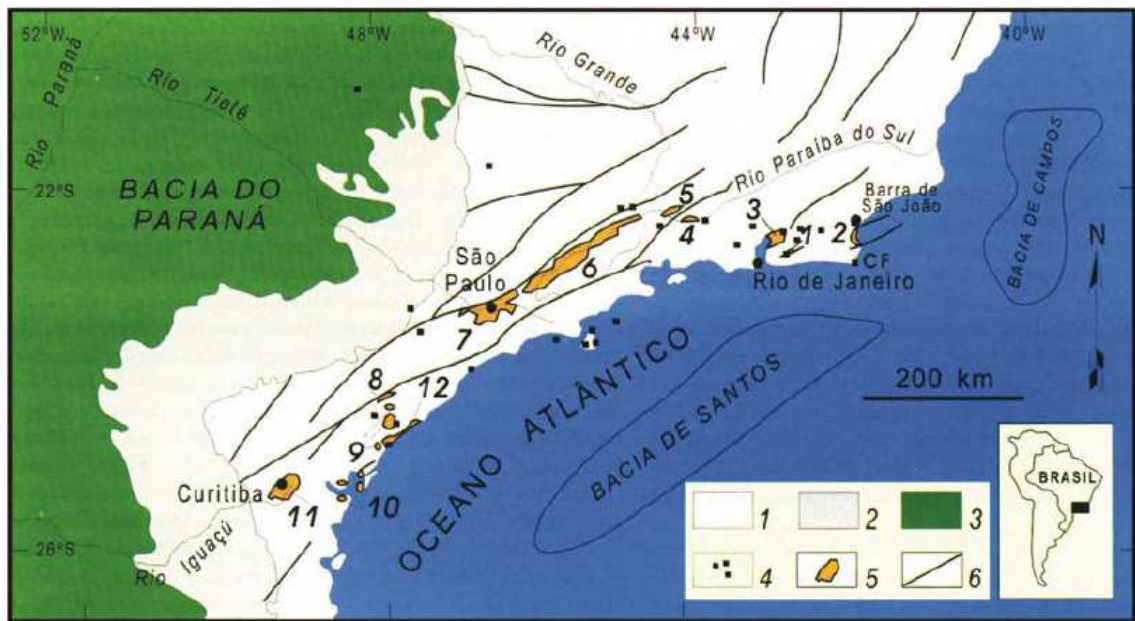 52°W
48°W
44°W
40°W
Rio Paraná
Rio Tietê
Rio Grande
Rio Paraíba do Sul
22°S
BACIA DO
PARANÁ
5
3
4
1
2
Barra de
São João
BACIA DE CAMPOS
N
São
Paulo
6
CF
Rio de Janeiro
7
200 km
8
12
OCEANO ATLÂNTICO
BACIA DE SANTOS
9
Curitiba
11
10
BRASIL
1
2
3
26°S
Rio Iguaçú
4
5
6